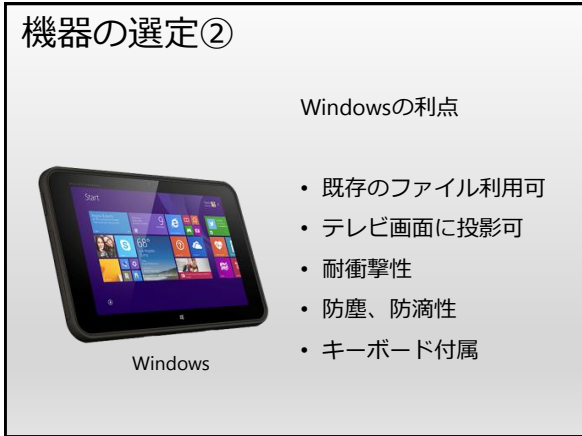 機器の選定②
Windowsの利点
• 既存のファイル利用可
• テレビ画面に投影可
• 耐衝撃性
• 防塵、防滴性
• キーボード付属
Start
68°
Windows